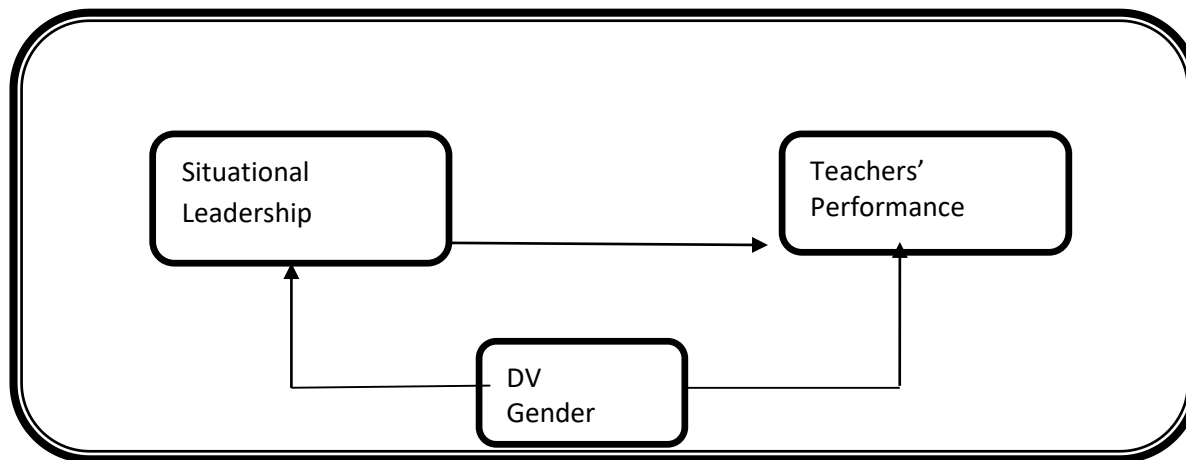 Situational
Leadership
Teachers’
Performance
DV
Gender